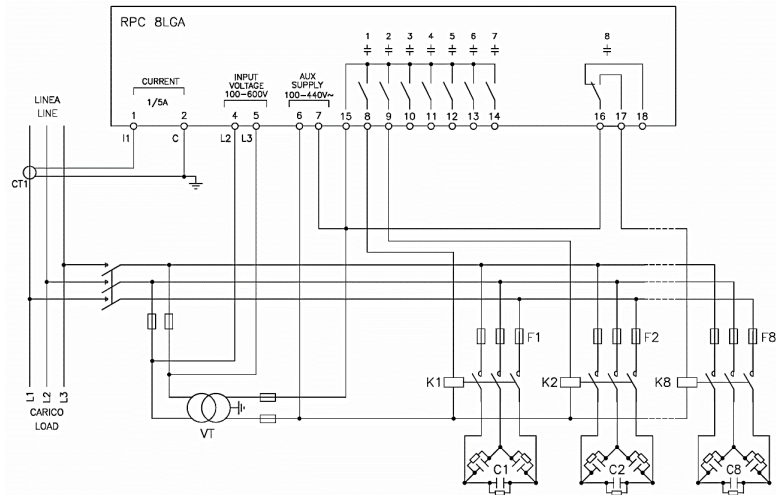 RPC 8LGA
1 2 3 4 5 6 7 8
CURRENT
1/5A
INPUT
VOLTAGE
100-600V
AUX
SUPPLY
100-440V~
LINEA
LINE
1 2 4 5 6 7 15 8 9 10 11 12 13 14 16 17 18
I1 C L2 L3
CT1
F1 F2 F8
K1 K2 K8
L1 L2 L3
CARICO
LOAD
VT
C1 C2 C8